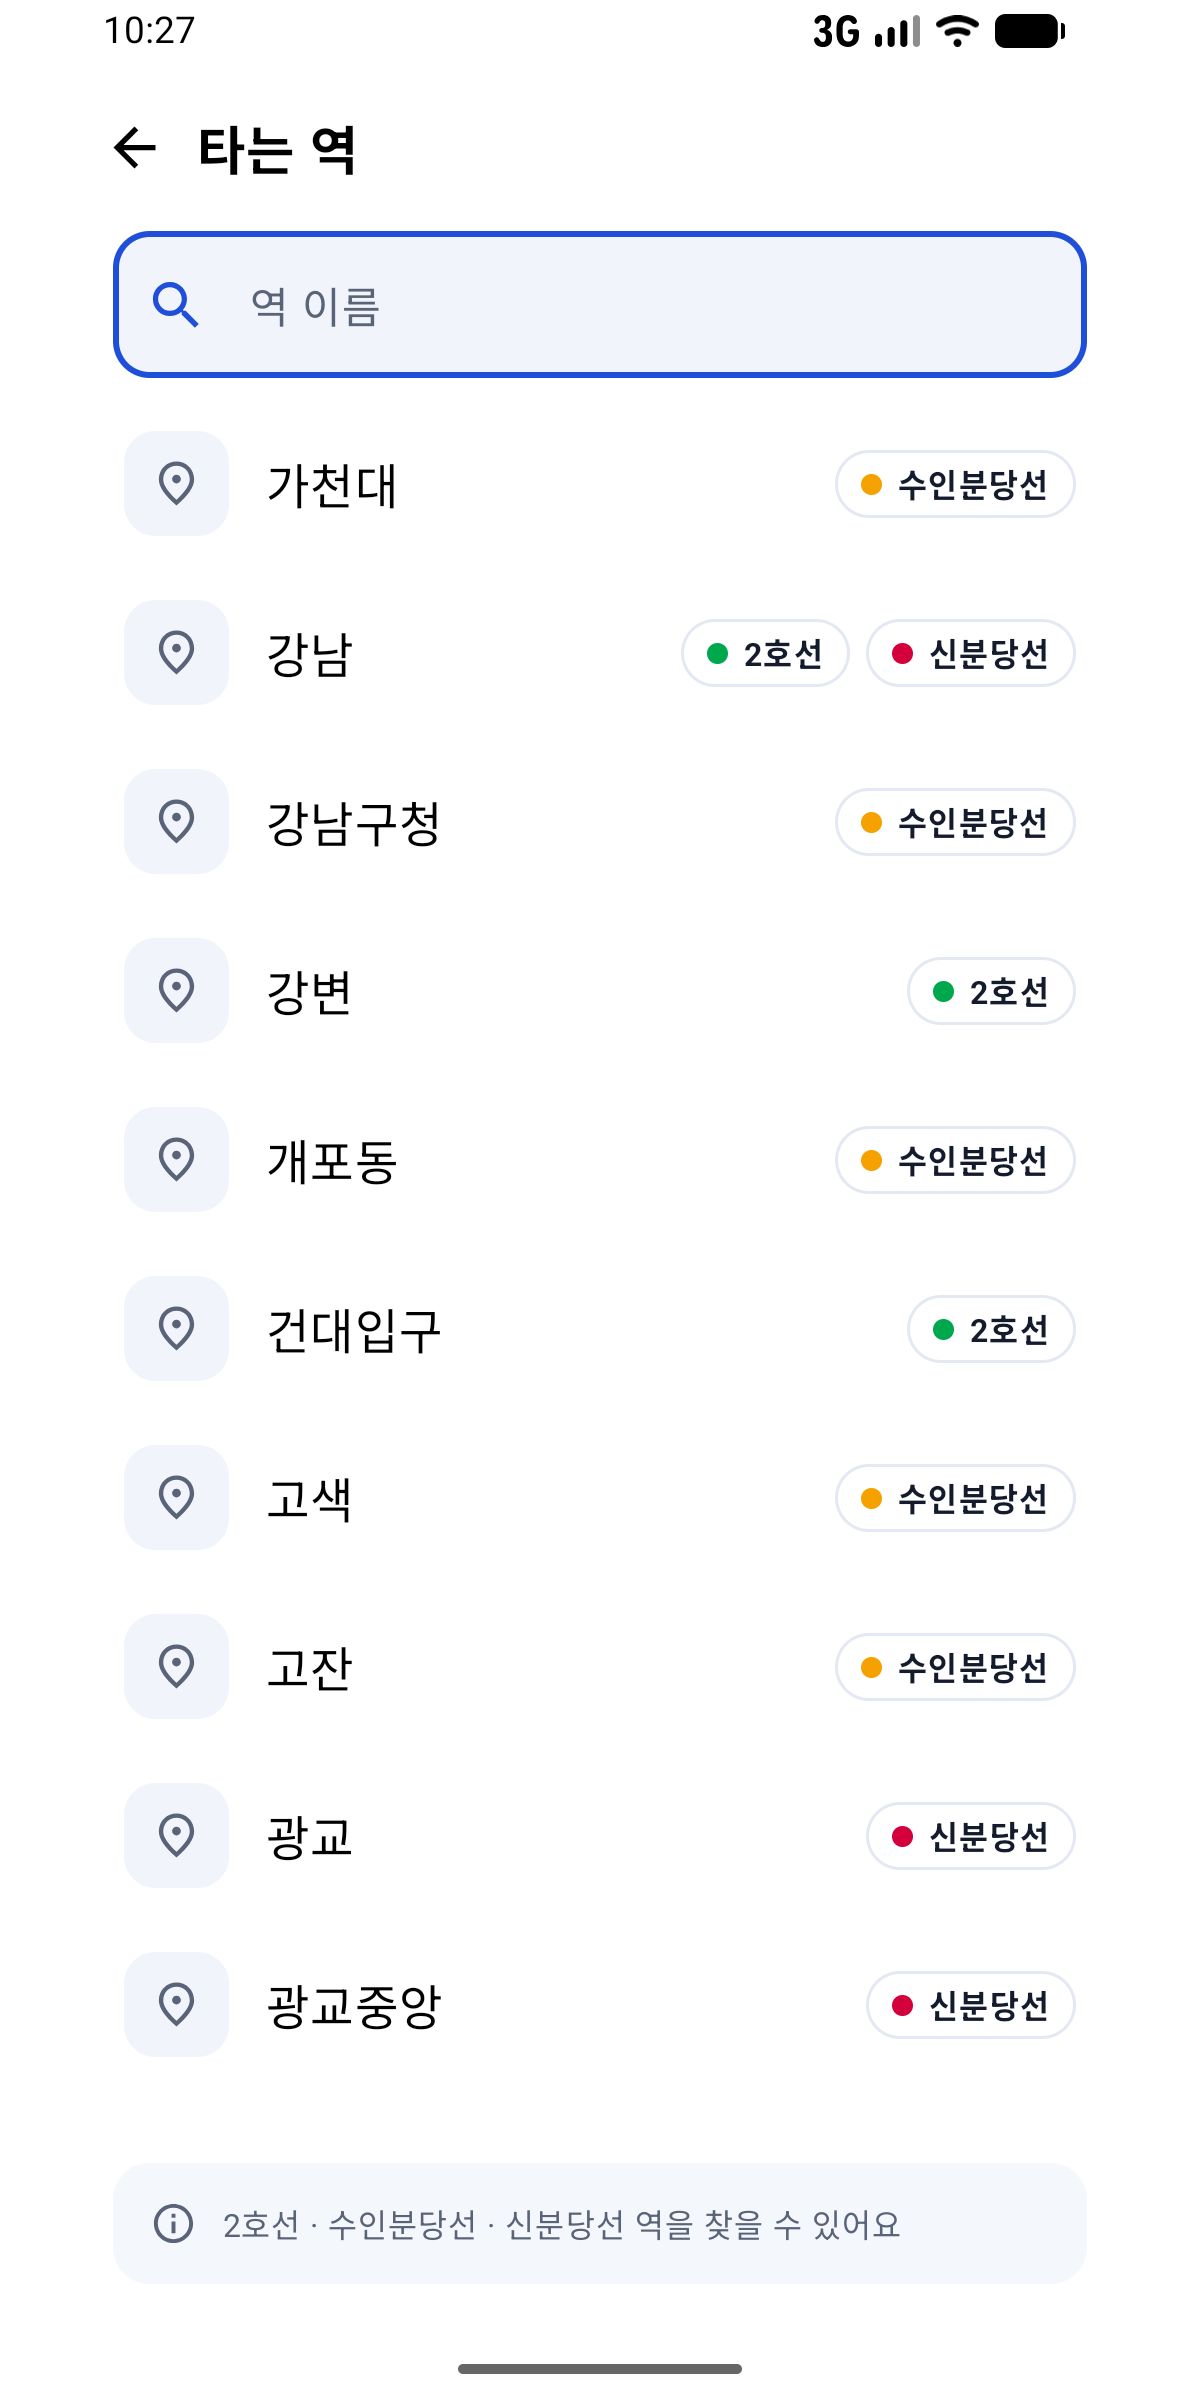 10:27 3G
타는 역
역 이름
가천대 수인분당선
강남 2호선 신분당선
강남구청 수인분당선
강변 2호선
개포동 수인분당선
건대입구 2호선
고색 수인분당선
고잔 수인분당선
광교 신분당선
광교중앙 신분당선
2호선 · 수인분당선 · 신분당선 역을 찾을 수 있어요